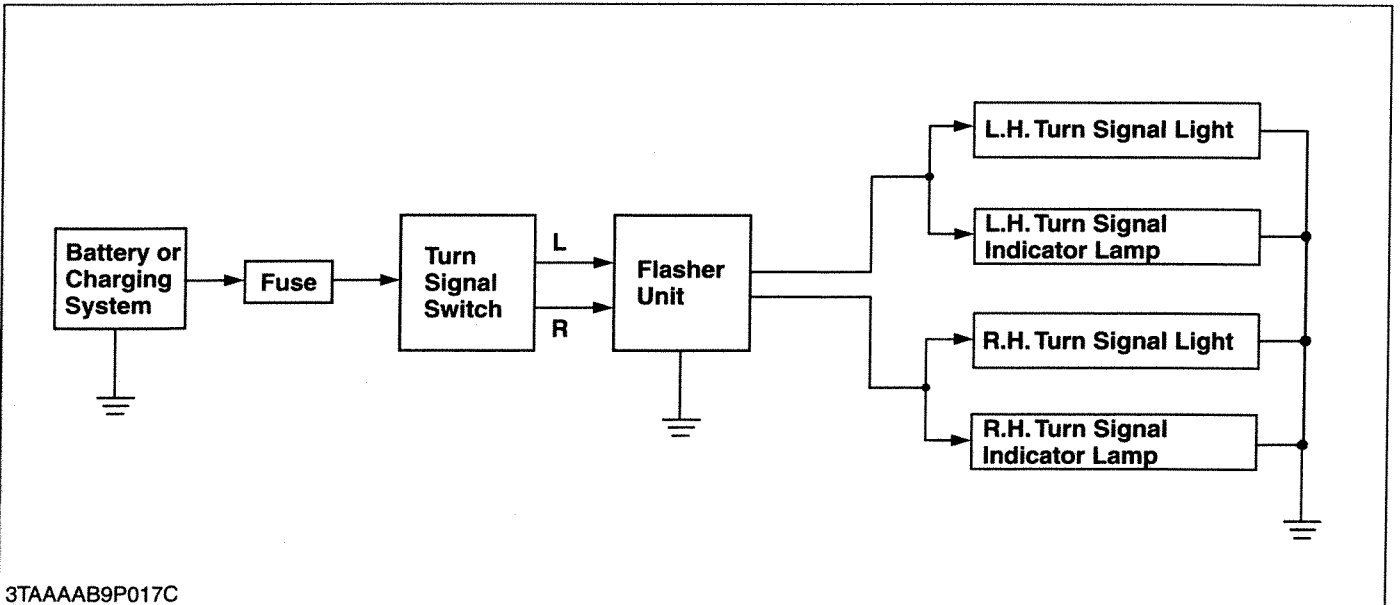 Battery or
Charging
System
Fuse
Turn
Signal
Switch
L
R
Flasher
Unit
L.H. Turn Signal Light
L.H. Turn Signal
Indicator Lamp
R.H. Turn Signal Light
R.H. Turn Signal
Indicator Lamp
3TAAAAB9P017C